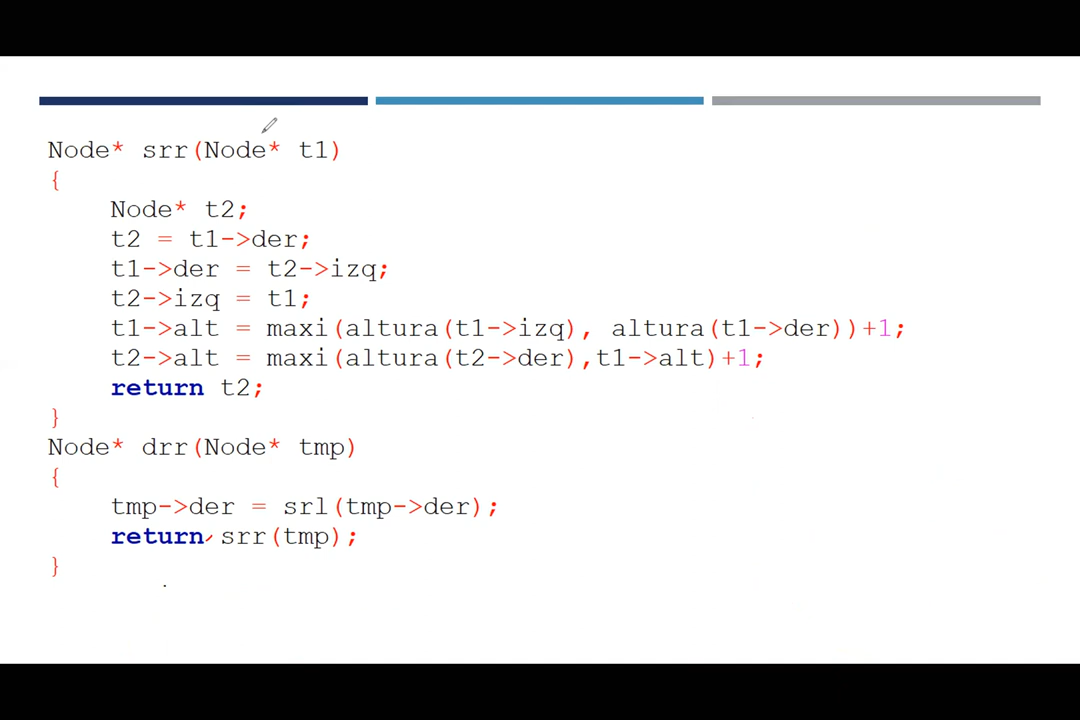 Node* srr(Node* t1)
{
Node* t2;
t2 = t1->der;
t1->der = t2->izq;
t2->izq = t1;
t1->alt = maxi(altura(t1->izq), altura(t1->der))+1;
t2->alt = maxi(altura(t2->der),t1->alt)+1;
return t2;
}
Node* drr(Node* tmp)
{
tmp->der = srl(tmp->der);
return srr(tmp);
}